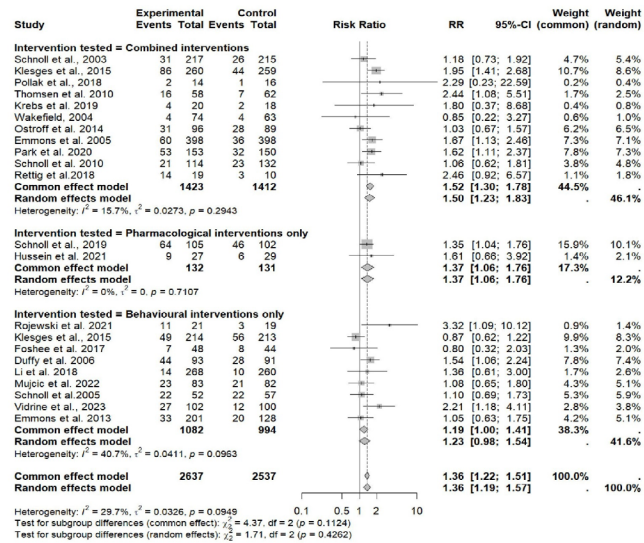 Experimental Control Weight Weight
Study Events Total Events Total Risk Ratio RR 95%-CI (common) (random)
Intervention tested = Combined interventions
Schnoll et al., 2003 31 217 26 215 1.18 [0.73; 1.92] 4.7% 5.4%
Klesges et al., 2015 86 260 44 259 1.95 [1.41; 2.68] 10.7% 8.6%
Pollak et al., 2018 2 14 1 16 2.29 [0.23; 22.59] 0.2% 0.4%
Thomsen et al. 2010 16 58 7 62 2.44 [1.08; 5.51] 1.7% 2.5%
Krebs et al. 2019 4 20 2 18 1.80 [0.37; 8.68] 0.4% 0.8%
Wakefield, 2004 4 74 4 63 0.85 [0.22; 3.27] 0.6% 1.0%
Ostroff et al. 2014 31 96 28 89 1.03 [0.67; 1.57] 6.2% 6.5%
Emmons et al. 2005 60 398 36 398 1.67 [1.13; 2.46] 7.3% 7.1%
Park et al. 2020 53 153 32 150 1.62 [1.11; 2.37] 7.8% 7.3%
Schnoll et al. 2010 21 114 23 132 1.06 [0.62; 1.81] 3.8% 4.8%
Rettig et al.2018 14 19 3 10 2.46 [0.92; 6.57] 1.1% 1.8%
Common effect model 1423 1412 1.52 [1.30; 1.78] 44.5% .
Random effects model 1.50 [1.23; 1.83] . 46.1%
Heterogeneity: I² = 15.7%, τ² = 0.0273, p = 0.2943
Intervention tested = Pharmacological interventions only
Schnoll et al., 2019 64 105 46 102 1.35 [1.04; 1.76] 15.9% 10.1%
Hussein et al. 2021 9 27 6 29 1.61 [0.66; 3.92] 1.4% 2.1%
Common effect model 132 131 1.37 [1.06; 1.76] 17.3% .
Random effects model 1.37 [1.06; 1.76] . 12.2%
Heterogeneity: I² = 0%, τ² = 0, p = 0.7107
Intervention tested = Behavioural interventions only
Rojewski et al. 2021 11 21 3 19 3.32 [1.09; 10.12] 0.9% 1.4%
Klesges et al., 2015 49 214 56 213 0.87 [0.62; 1.22] 9.9% 8.3%
Foshee et al. 2017 7 48 8 44 0.80 [0.32; 2.03] 1.3% 2.0%
Duffy et al. 2006 44 93 28 91 1.54 [1.06; 2.24] 7.8% 7.4%
Li et al. 2018 14 268 10 260 1.36 [0.61; 3.00] 1.7% 2.6%
Mujcic et al. 2022 23 83 21 82 1.08 [0.65; 1.80] 4.3% 5.1%
Schnoll et al.2005 22 52 22 57 1.10 [0.69; 1.73] 5.3% 5.9%
Vidrine et al., 2023 27 102 12 100 2.21 [1.18; 4.11] 2.8% 3.8%
Emmons et al. 2013 33 201 20 128 1.05 [0.63; 1.75] 4.2% 5.1%
Common effect model 1082 994 1.19 [1.00; 1.41] 38.3% .
Random effects model 1.23 [0.98; 1.54] . 41.6%
Heterogeneity: I² = 40.7%, τ² = 0.0411, p = 0.0963
Common effect model 2637 2537 1.36 [1.22; 1.51] 100.0% .
Random effects model 1.36 [1.19; 1.57] . 100.0%
0.1 0.5 1 2 10
Heterogeneity: I² = 29.7%, τ² = 0.0326, p = 0.0949
Test for subgroup differences (common effect): χ²₂ = 4.37, df = 2 (p = 0.1124)
Test for subgroup differences (random effects): χ²₂ = 1.71, df = 2 (p = 0.4262)